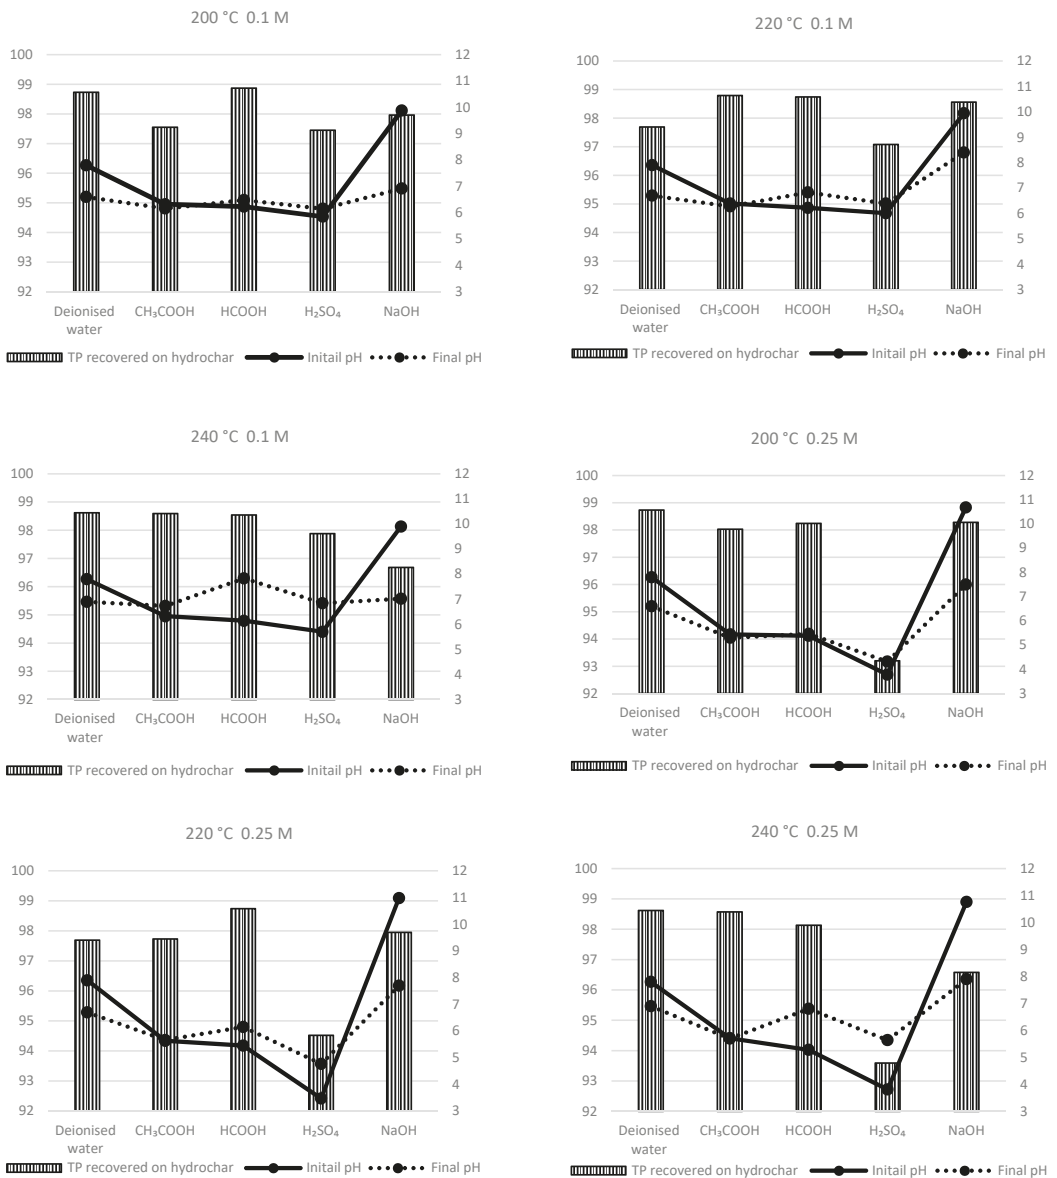 200 °C 0.1 M
100
99
98
97
96
95
94
93
92
12
11
10
9
8
7
6
5
4
3
Deionised water
CH₃COOH
HCOOH
H₂SO₄
NaOH
TP recovered on hydrochar
Initail pH
Final pH
220 °C 0.1 M
100
99
98
97
96
95
94
93
92
12
11
10
9
8
7
6
5
4
3
Deionised water
CH₃COOH
HCOOH
H₂SO₄
NaOH
TP recovered on hydrochar
Initail pH
Final pH
240 °C 0.1 M
100
99
98
97
96
95
94
93
92
12
11
10
9
8
7
6
5
4
3
Deionised water
CH₃COOH
HCOOH
H₂SO₄
NaOH
TP recovered on hydrochar
Initail pH
Final pH
200 °C 0.25 M
100
99
98
97
96
95
94
93
92
12
11
10
9
8
7
6
5
4
3
Deionised water
CH₃COOH
HCOOH
H₂SO₄
NaOH
TP recovered on hydrochar
Initail pH
Final pH
220 °C 0.25 M
100
99
98
97
96
95
94
93
92
12
11
10
9
8
7
6
5
4
3
Deionised water
CH₃COOH
HCOOH
H₂SO₄
NaOH
TP recovered on hydrochar
Initail pH
Final pH
240 °C 0.25 M
100
99
98
97
96
95
94
93
92
12
11
10
9
8
7
6
5
4
3
Deionised water
CH₃COOH
HCOOH
H₂SO₄
NaOH
TP recovered on hydrochar
Initail pH
Final pH